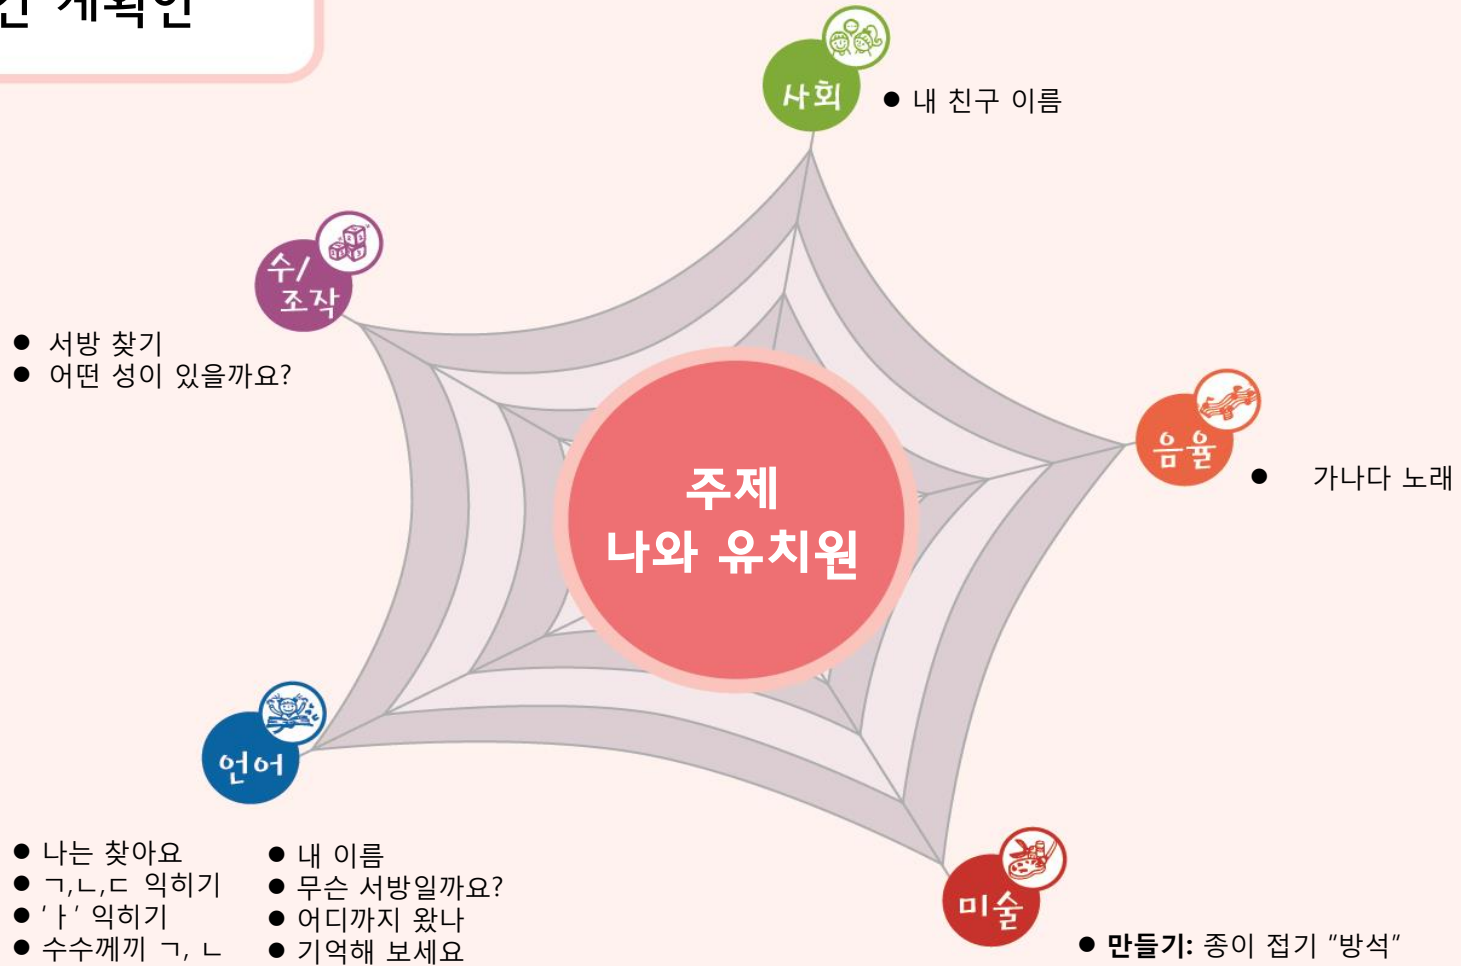 계획안
사회
● 내 친구 이름
수/
조작
● 서방 찾기
● 어떤 성이 있을까요?
음율
● 가나다 노래
주제
나와 유치원
언어
● 나는 찾아요
● ㄱ,ㄴ,ㄷ 익히기
● ‘ㅏ’ 익히기
● 수수께끼 ㄱ, ㄴ
● 내 이름
● 무슨 서방일까요?
● 어디까지 왔나
● 기억해 보세요
미술
● 만들기: 종이 접기 “방석”